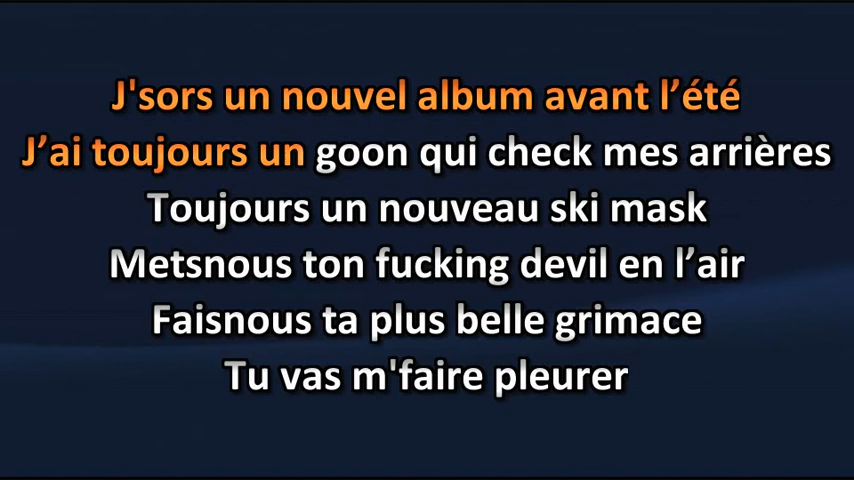 J'sors un nouvel album avant l’été
J’ai toujours un goon qui check mes arrières
Toujours un nouveau ski mask
Metsnous ton fucking devil en l’air
Faisnous ta plus belle grimace
Tu vas m'faire pleurer